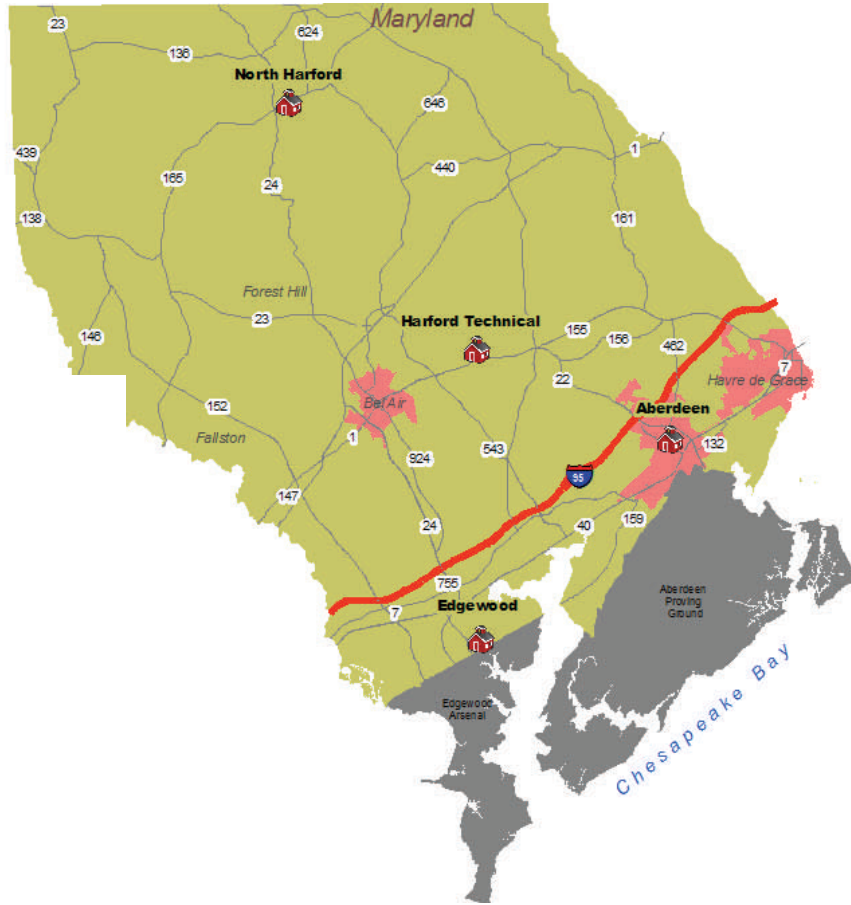 Maryland
23
624
136
North Harford
646
439
165
24
440
1
138
161
Forest Hill
23
Harford Technical
155
156
462
146
22
7
Havre de Grace
Bel Air
Aberdeen
152
Fallston
1
924
543
132
147
95
24
40
159
755
7
Edgewood
Aberdeen
Proving
Ground
Edgewood
Arsenal
Chesapeake Bay